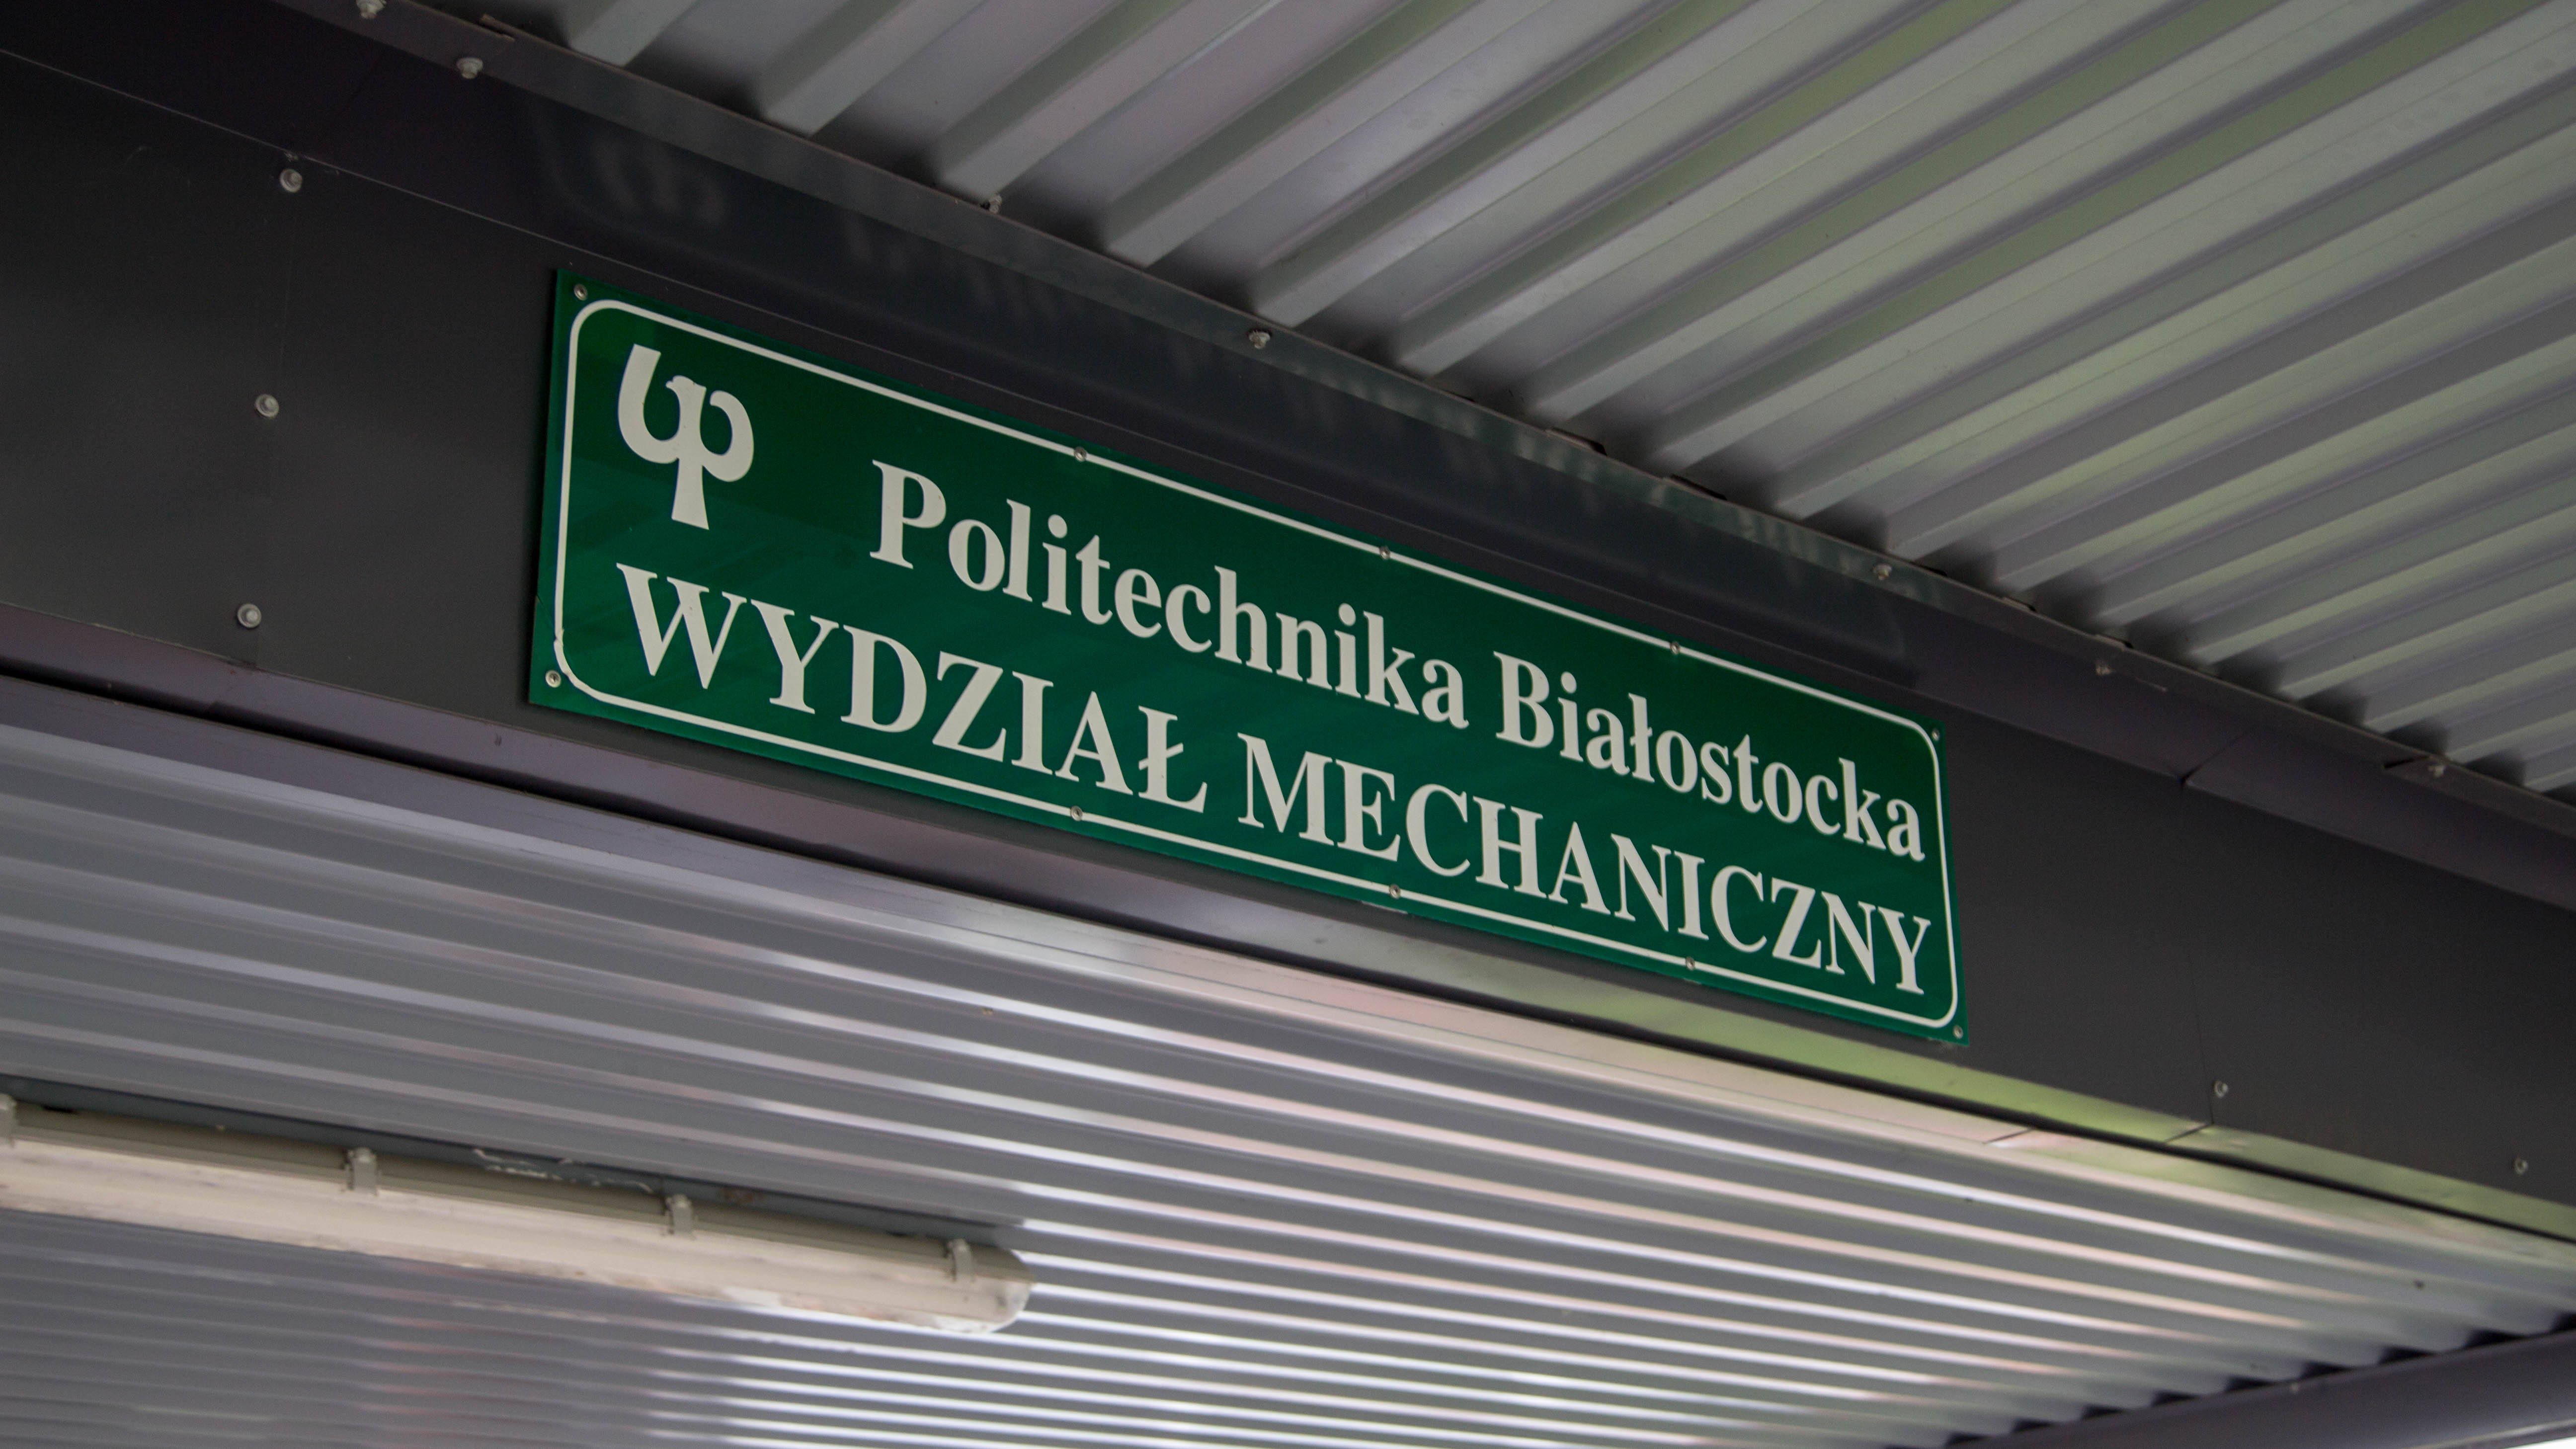 Politechnika Białostocka
WYDZIAŁ MECHANICZNY